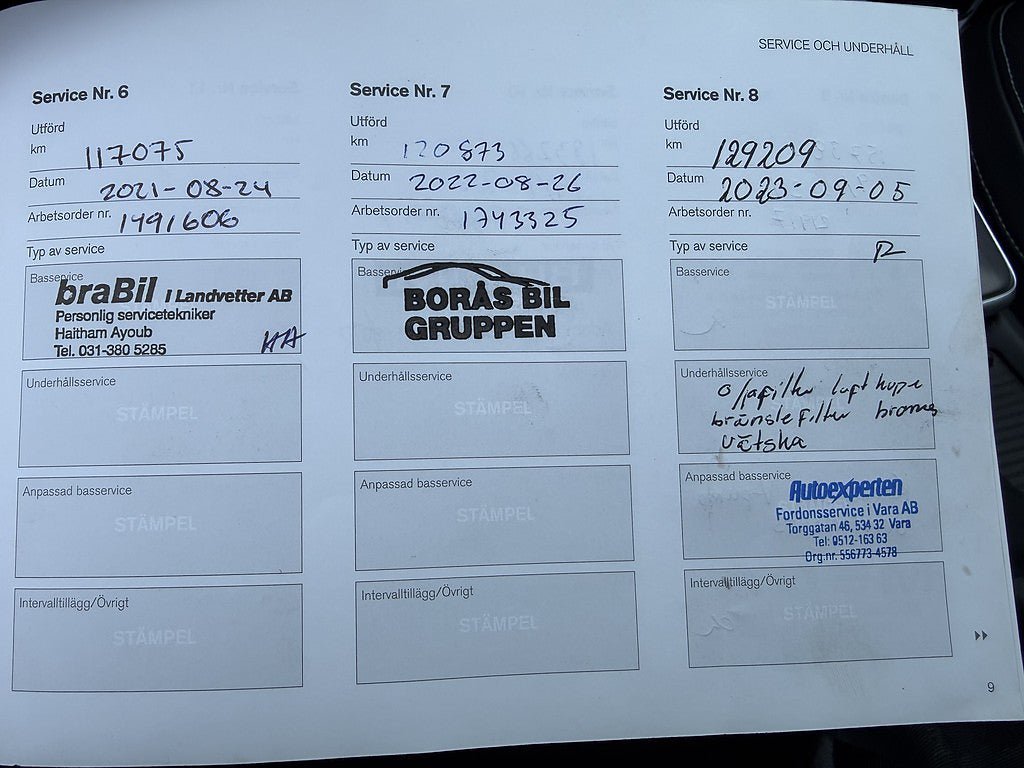 SERVICE OCH UNDERHÅLL
Service Nr. 6
Utförd
km 117075
Datum 2021-08-24
Arbetsorder nr. 1491606
Typ av service
Basservice
braBil I Landvetter AB
Personlig servicetekniker
Haitham Ayoub
Tel. 031-380 5285
HA
Underhållsservice
STÄMPEL
Anpassad basservice
STÄMPEL
Intervalltillägg/Övrigt
STÄMPEL
Service Nr. 7
Utförd
km 120873
Datum 2022-08-26
Arbetsorder nr. 1743325
Typ av service
Basservice
BORÅS BIL
GRUPPEN
Underhållsservice
STÄMPEL
Anpassad basservice
STÄMPEL
Intervalltillägg/Övrigt
STÄMPEL
Service Nr. 8
Utförd
km 129209
Datum 2023-09-05
Arbetsorder nr.
Typ av service
Basservice
STÄMPEL
Underhållsservice
luft
bränslefilter broms
vätska
Anpassad basservice
Autoexperten
Fordonsservice i Vara AB
Torggatan 46, 534 32 Vara
Tel: 0512-163 63
Org.nr. 556773-4578
Intervalltillägg/Övrigt
STÄMPEL
9